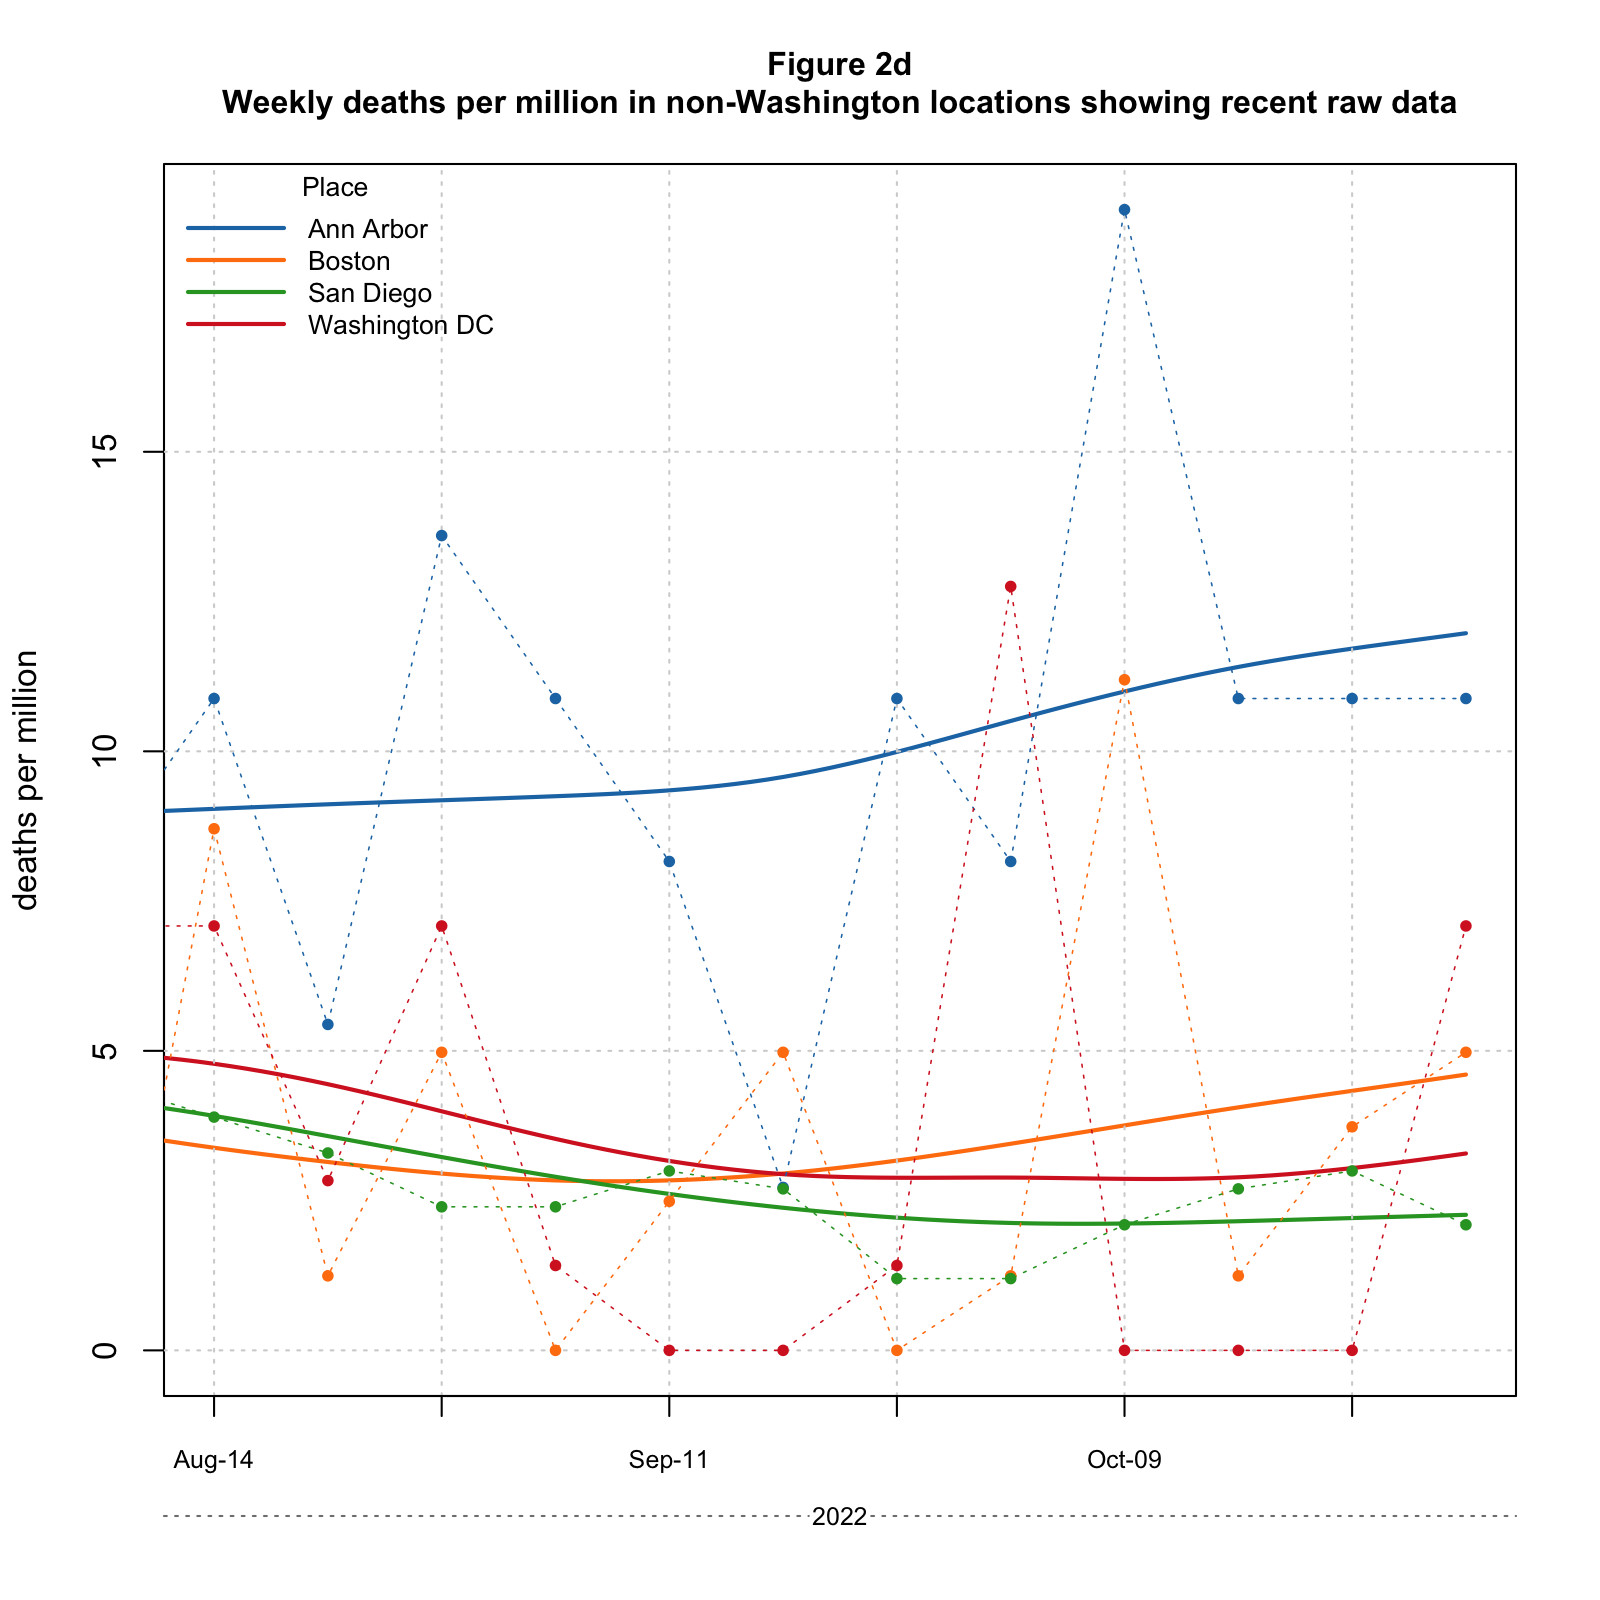 Figure 2d
Weekly deaths per million in non-Washington locations showing recent raw data
Place
Ann Arbor
Boston
San Diego
Washington DC
deaths per million
15
10
5
0
Aug-14
Sep-11
Oct-09
2022